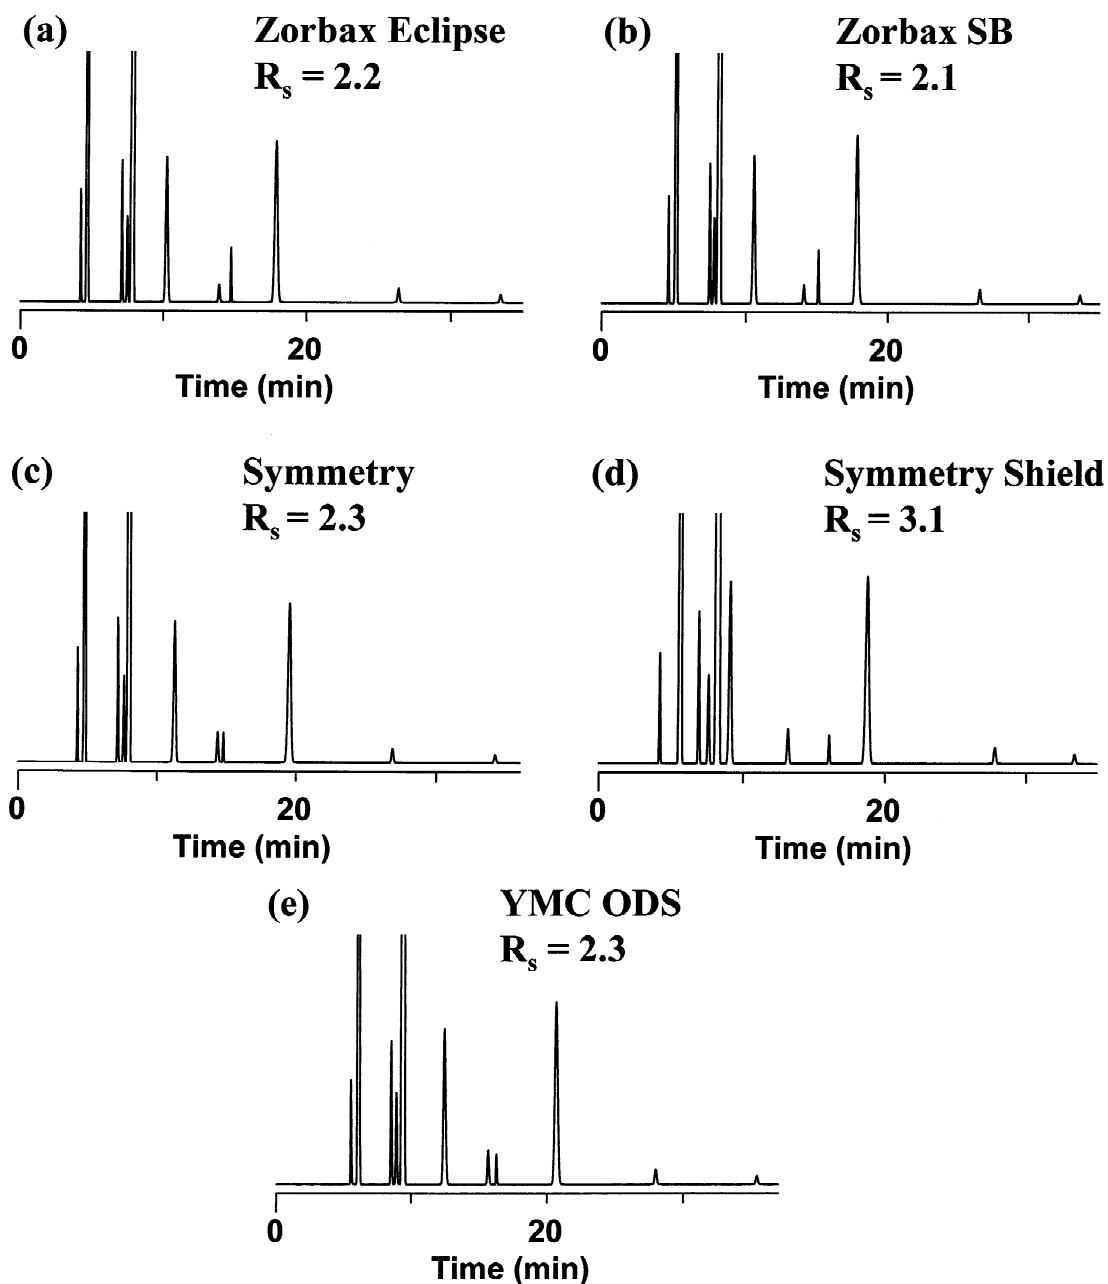 (a) Zorbax Eclipse
Rs = 2.2
0 20
Time (min)
(b) Zorbax SB
Rs = 2.1
0 20
Time (min)
(c) Symmetry
Rs = 2.3
0 20
Time (min)
(d) Symmetry Shield
Rs = 3.1
0 20
Time (min)
(e) YMC ODS
Rs = 2.3
0 20
Time (min)